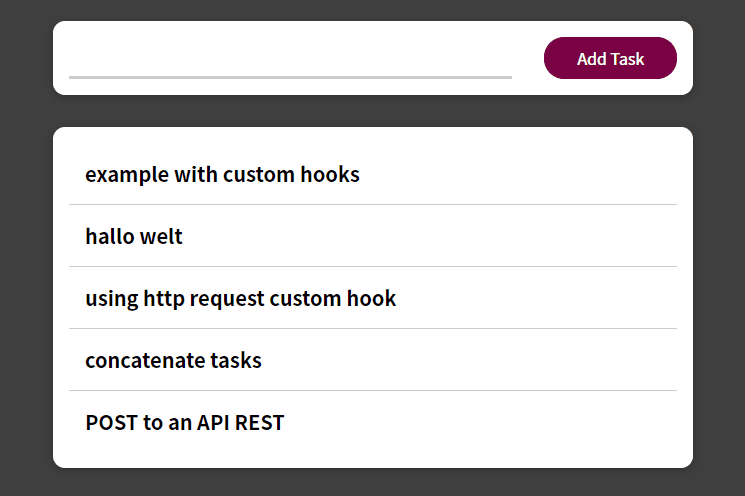 Add Task
example with custom hooks
hallo welt
using http request custom hook
concatenate tasks
POST to an API REST